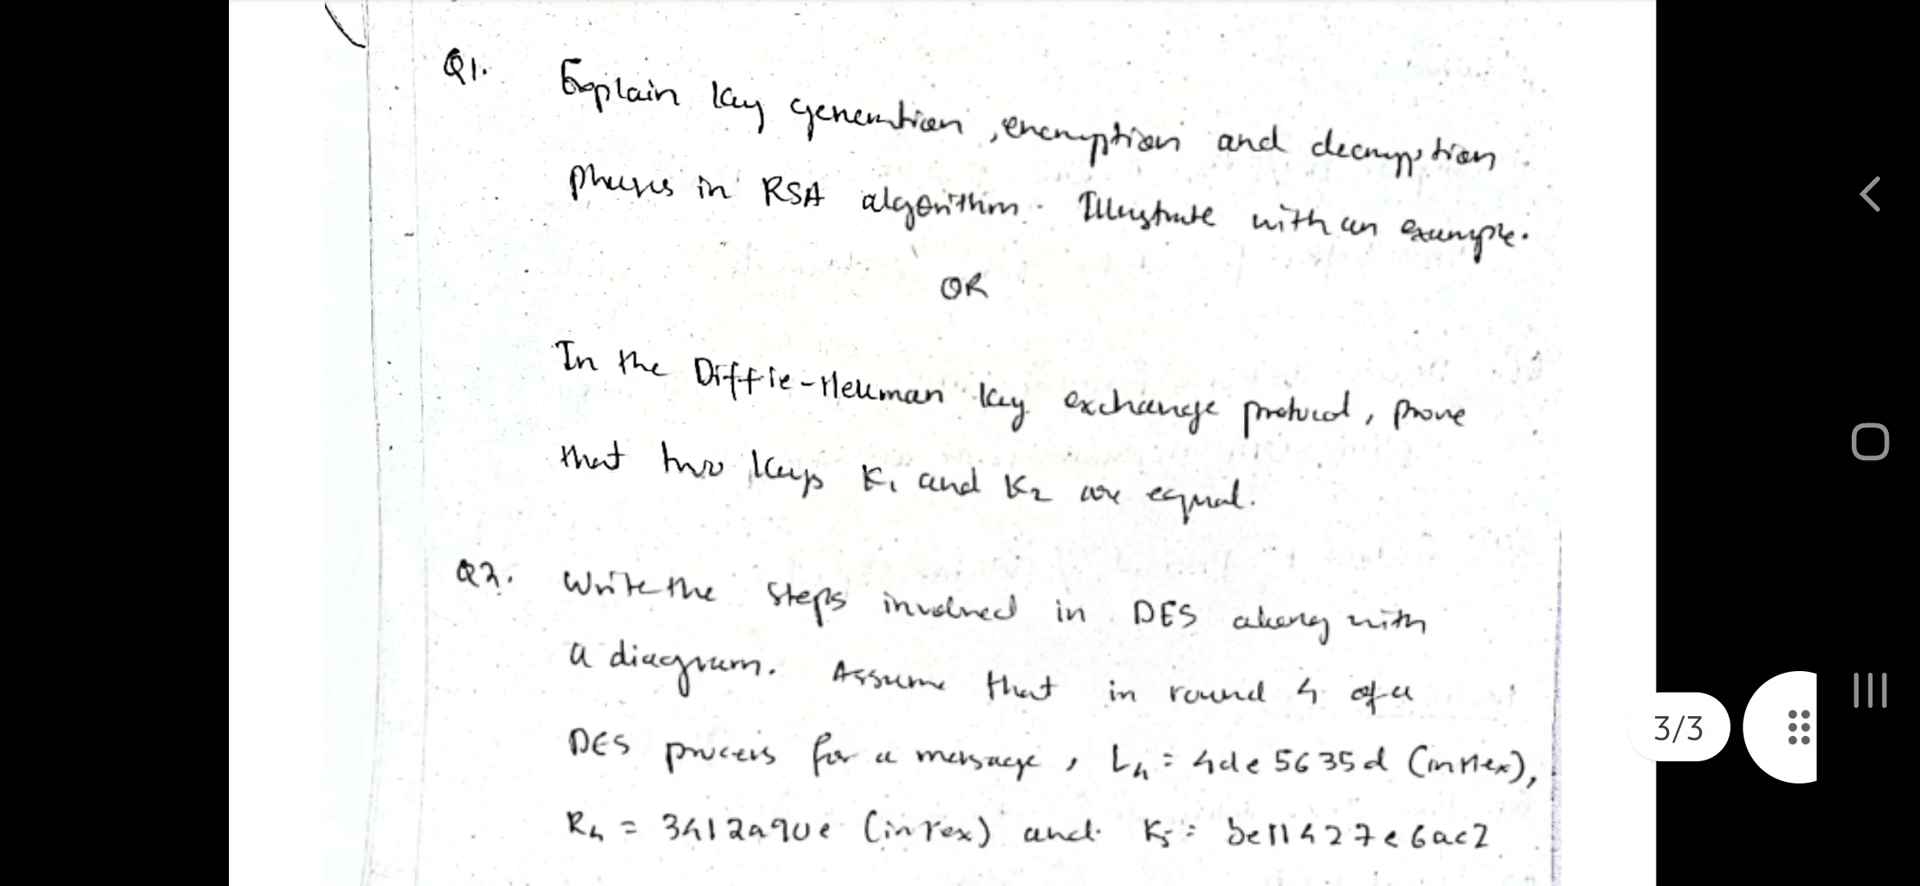 Q1. Explain key generation, encryption and decryption
phases in RSA algorithm. Illustrate with an example.
OR
In the Diffie-Hellman key exchange protocol, prove
that two keys K1 and K2 are equal.
Q2. Write the steps involved in DES along with
a diagram. Assume that in round 4 of a
DES process for a message, L4 = 4de5635d (in Hex),
R4 = 3412a90e (in Hex) and K5 = be11427e6ac2
3/3